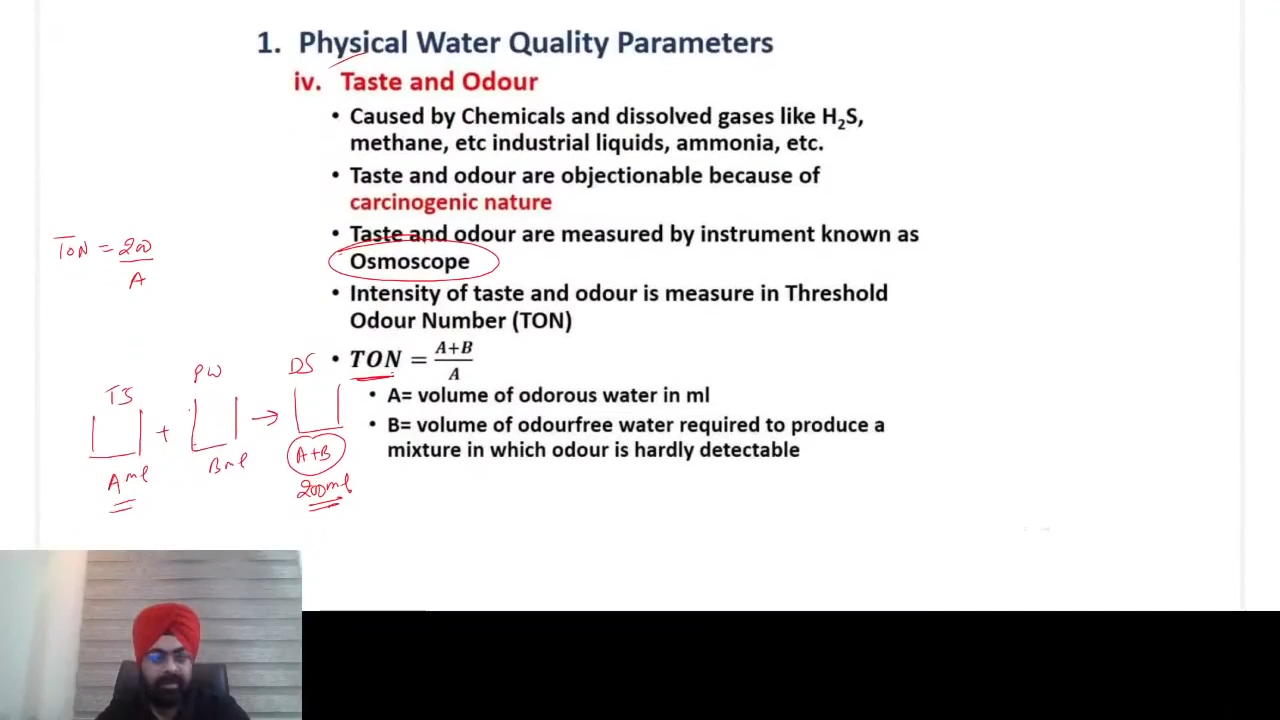 1. Physical Water Quality Parameters
iv. Taste and Odour
• Caused by Chemicals and dissolved gases like H₂S,
methane, etc industrial liquids, ammonia, etc.
• Taste and odour are objectionable because of
carcinogenic nature
• Taste and odour are measured by instrument known as
Osmoscope
• Intensity of taste and odour is measure in Threshold
Odour Number (TON)
• TON = A+B
A
• A= volume of odorous water in ml
• B= volume of odourfree water required to produce a
mixture in which odour is hardly detectable
TON = 200
A
TS + PW → DS
A ml
B ml
A+B
200ml